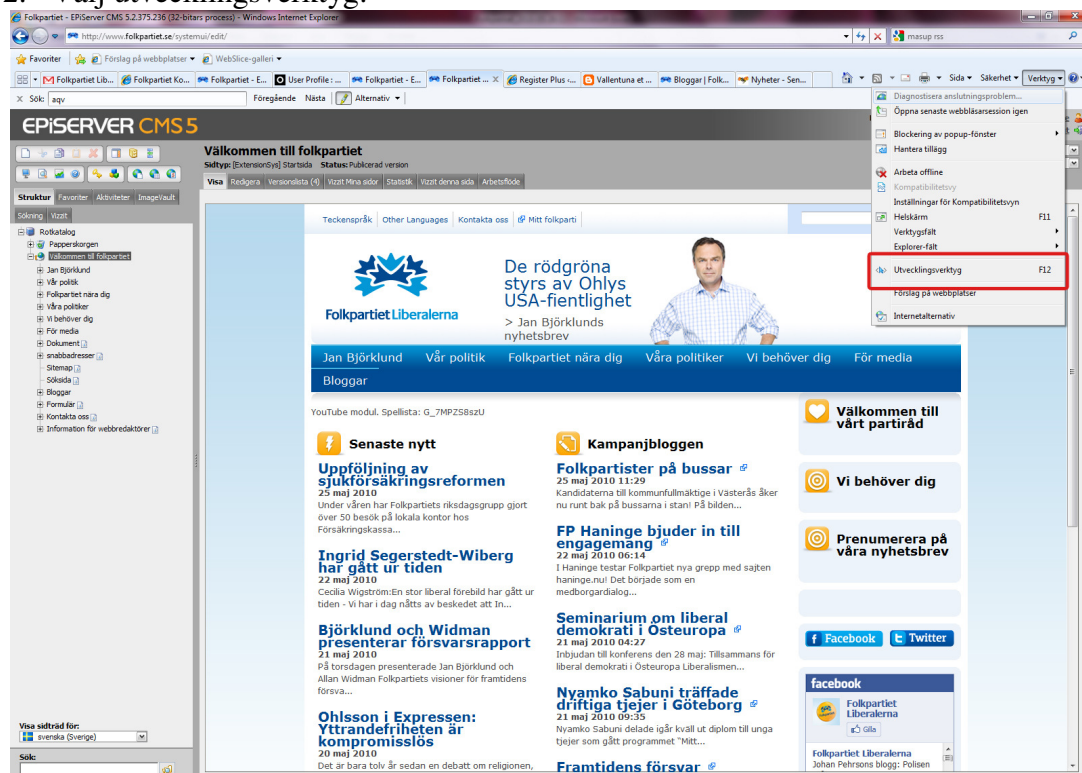 2. Välj utvecklingsverktyg.
Folkpartiet - EPiServer CMS 5.2.375.236 (32-bitars process) - Windows Internet Explorer
http://www.folkpartiet.se/systemui/edit/
masup rss
Favoriter
Förslag på webbplatser
WebSlice-galleri
Folkpartiet Lib...
Folkpartiet Ko...
Folkpartiet - E...
User Profile: ...
Folkpartiet - E...
Folkpartiet ...
Register Plus ‹...
Vallentuna et ...
Bloggar | Folk...
Nyheter - Sen...
Sida
Säkerhet
Verktyg
Sök: aqv
Föregående
Nästa
Alternativ
Diagnostisera anslutningsproblem...
Öppna senaste webbläsarsession igen
Blockering av popup-fönster
Hantera tillägg
Arbeta offline
Kompatibilitetsvy
Inställningar för Kompatibilitetsvyn
Helskärm F11
Verktygsfält
Explorer-fält
Utvecklingsverktyg F12
Förslag på webbplatser
Internetalternativ
EPiSERVER CMS 5
Välkommen till folkpartiet
Sidtyp: [ExtensionSys] Startsida Status: Publicerad version
Visa
Redigera
Versionslista (4)
Vizzit Mina sidor
Statistik
Vizzit denna sida
Arbetsflöde
Struktur
Favoriter
Aktiviteter
ImageVault
Sökning
Vizzit
Rotkatalog
Papperskorgen
Välkommen till folkpartiet
Jan Björklund
Vår politik
Folkpartiet nära dig
Våra politiker
Vi behöver dig
För media
Dokument
snabbadresser
Sitemap
Söksida
Bloggar
Formulär
Kontakta oss
Information för webbredaktörer
Visa sidträd för:
svenska (Sverige)
Sök:
Teckenspråk
Other Languages
Kontakta oss
Mitt folkparti
Folkpartiet Liberalerna
De rödgröna
styrs av Ohlys
USA-fientlighet
> Jan Björklunds
nyhetsbrev
Jan Björklund Vår politik Folkpartiet nära dig Våra politiker Vi behöver dig För media
Bloggar
YouTube modul. Spellista: G_7MPZS8szU
Senaste nytt
Uppföljning av
sjukförsäkringsreformen
25 maj 2010
Under våren har Folkpartiets riksdagsgrupp gjort
över 50 besök på lokala kontor hos
Försäkringskassa...
Ingrid Segerstedt-Wiberg
har gått ur tiden
22 maj 2010
Cecilia Wigström:En stor liberal förebild har gått ur
tiden - Vi har i dag nåtts av beskedet att In...
Björklund och Widman
presenterar försvarsrapport
21 maj 2010
På torsdagen presenterade Jan Björklund och
Allan Widman Folkpartiets visioner för framtidens
försva...
Ohlsson i Expressen:
Yttrandefriheten är
kompromisslös
20 maj 2010
Det är bara tolv år sedan en debatt om religionen,
Kampanjbloggen
Folkpartister på bussar
25 maj 2010 11:29
Kandidaterna till kommunfullmäktige i Västerås åker
nu runt bak på bussarna i stan! På bilden...
FP Haninge bjuder in till
engagemang
22 maj 2010 06:14
I Haninge testar Folkpartiet nya grepp med sajten
haninge.nu! Det började som en
medborgardialog...
Seminarium om liberal
demokrati i Östeuropa
21 maj 2010 04:27
Inbjudan till konferens den 28 maj: Tillsammans för
liberal demokrati i Östeuropa Liberalismen...
Nyamko Sabuni träffade
driftiga tjejer i Göteborg
21 maj 2010 09:35
Nyamko Sabuni delade igår kväll ut diplom till unga
tjejer som gått programmet "Mitt...
Framtidens försvar
Välkommen till
vårt partiråd
Vi behöver dig
Prenumerera på
våra nyhetsbrev
Facebook
Twitter
facebook
Folkpartiet
Liberalerna
Gilla
Folkpartiet Liberalerna
Johan Pehrsons blogg: Polisen